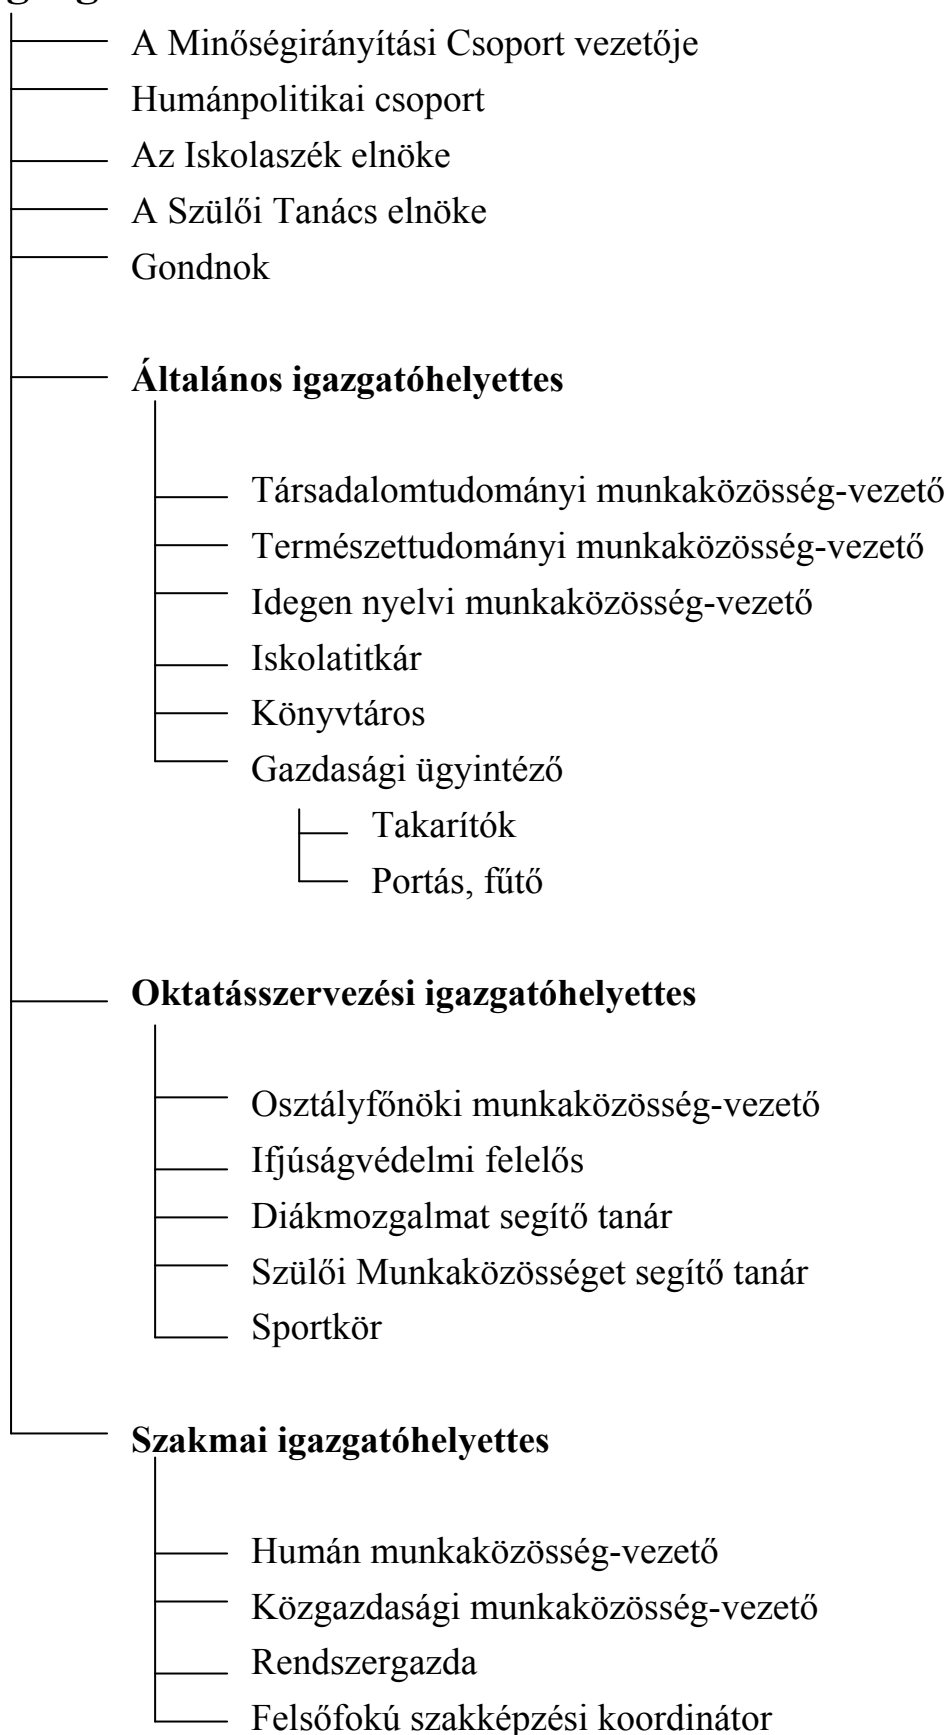 A Minőségirányítási Csoport vezetője
Humánpolitikai csoport
Az Iskolaszék elnöke
A Szülői Tanács elnöke
Gondnok
Általános igazgatóhelyettes
Társadalomtudományi munkaközösség-vezető
Természettudományi munkaközösség-vezető
Idegen nyelvi munkaközösség-vezető
Iskolatitkár
Könyvtáros
Gazdasági ügyintéző
Takarítók
Portás, fűtő
Oktatásszervezési igazgatóhelyettes
Osztályfőnöki munkaközösség-vezető
Ifjúságvédelmi felelős
Diákmozgalmat segítő tanár
Szülői Munkaközösséget segítő tanár
Sportkör
Szakmai igazgatóhelyettes
Humán munkaközösség-vezető
Közgazdasági munkaközösség-vezető
Rendszergazda
Felsőfokú szakképzési koordinátor